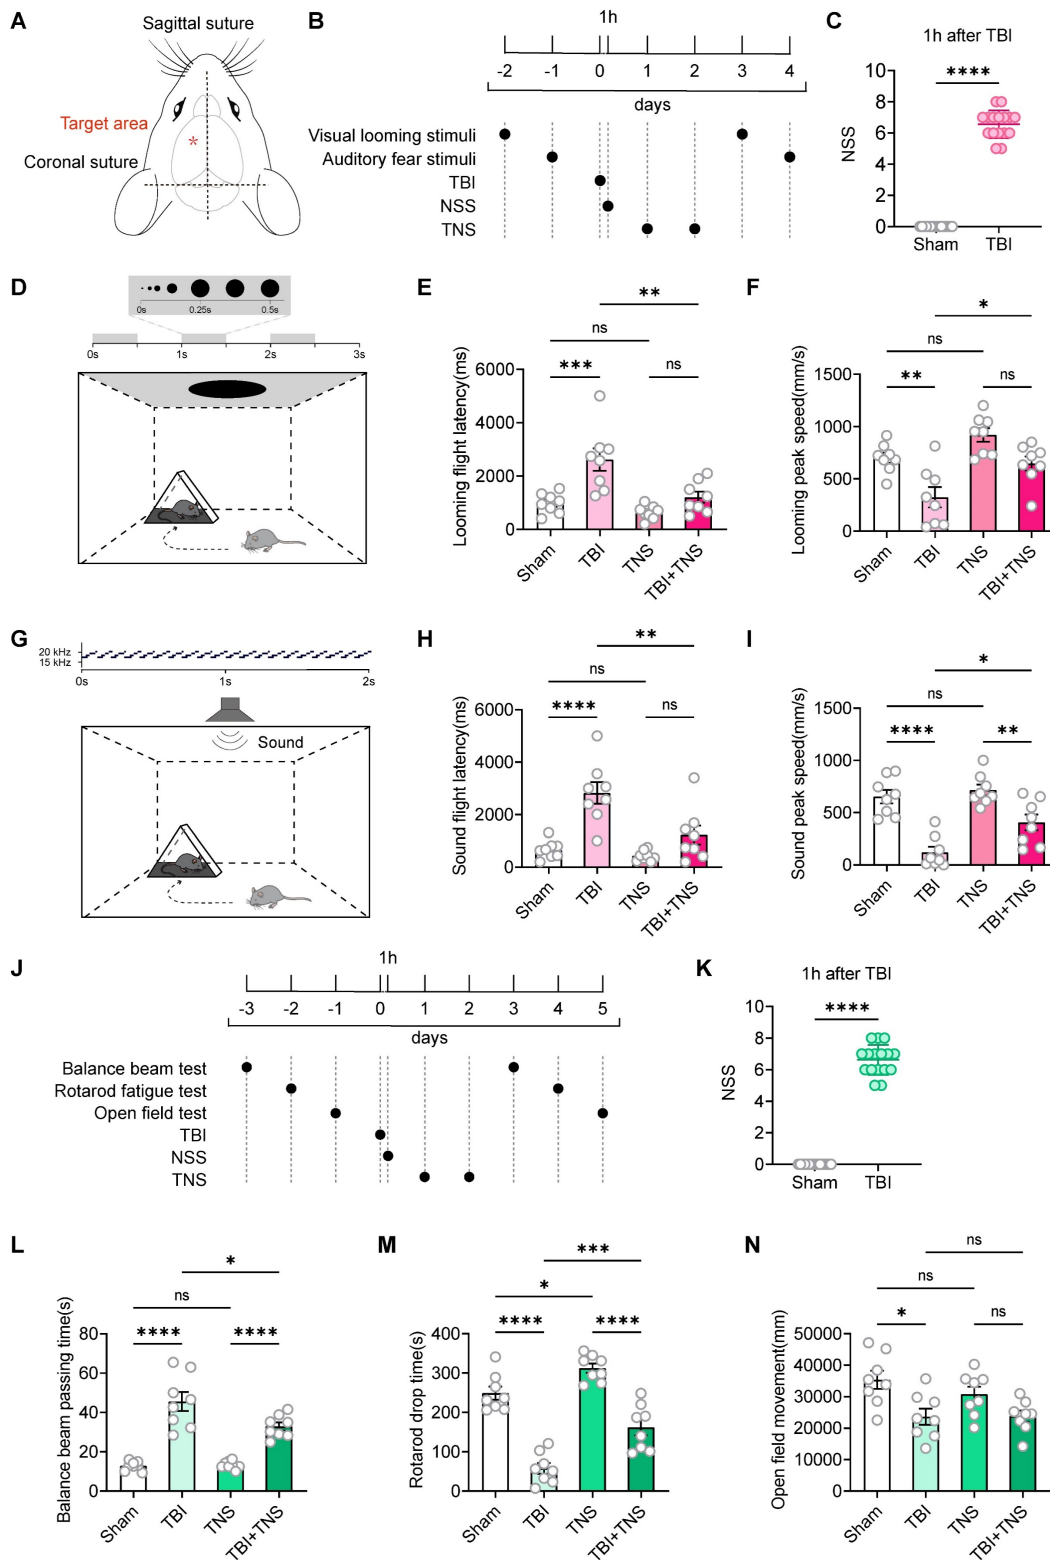 A
Sagittal suture
Target area
*
Coronal suture
B
1h
-2 -1 0 1 2 3 4
days
Visual looming stimuli
Auditory fear stimuli
TBI
NSS
TNS
C
1h after TBI
****
NSS
10
8
6
4
2
0
Sham TBI
D
0s 0.25s 0.5s
0s 1s 2s 3s
E
**
ns
*** ns
Looming flight latency(ms)
6000
4000
2000
0
Sham TBI TNS TBI+TNS
F
*
ns
** ns
Looming peak speed(mm/s)
1500
1000
500
0
Sham TBI TNS TBI+TNS
G
20 kHz
15 kHz
0s 1s 2s
Sound
H
**
ns
**** ns
Sound flight latency(ms)
6000
4000
2000
0
Sham TBI TNS TBI+TNS
I
*
ns
**** **
Sound peak speed(mm/s)
1500
1000
500
0
Sham TBI TNS TBI+TNS
J
1h
-3 -2 -1 0 1 2 3 4 5
days
Balance beam test
Rotarod fatigue test
Open field test
TBI
NSS
TNS
K
1h after TBI
****
NSS
10
8
6
4
2
0
Sham TBI
L
*
ns
**** ****
Balance beam passing time(s)
80
60
40
20
0
Sham TBI TNS TBI+TNS
M
***
*
**** ****
Rotarod drop time(s)
400
300
200
100
0
Sham TBI TNS TBI+TNS
N
ns
ns
* ns
Open field movement(mm)
50000
40000
30000
20000
10000
0
Sham TBI TNS TBI+TNS